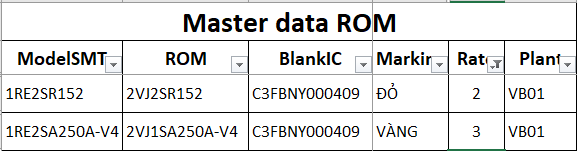 Master data ROM
ModelSMT ROM BlankIC Markin Rate Plant
1RE2SR152 2VJ2SR152 C3FBNY000409 ĐỎ 2 VB01
1RE2SA250A-V4 2VJ1SA250A-V4 C3FBNY000409 VÀNG 3 VB01